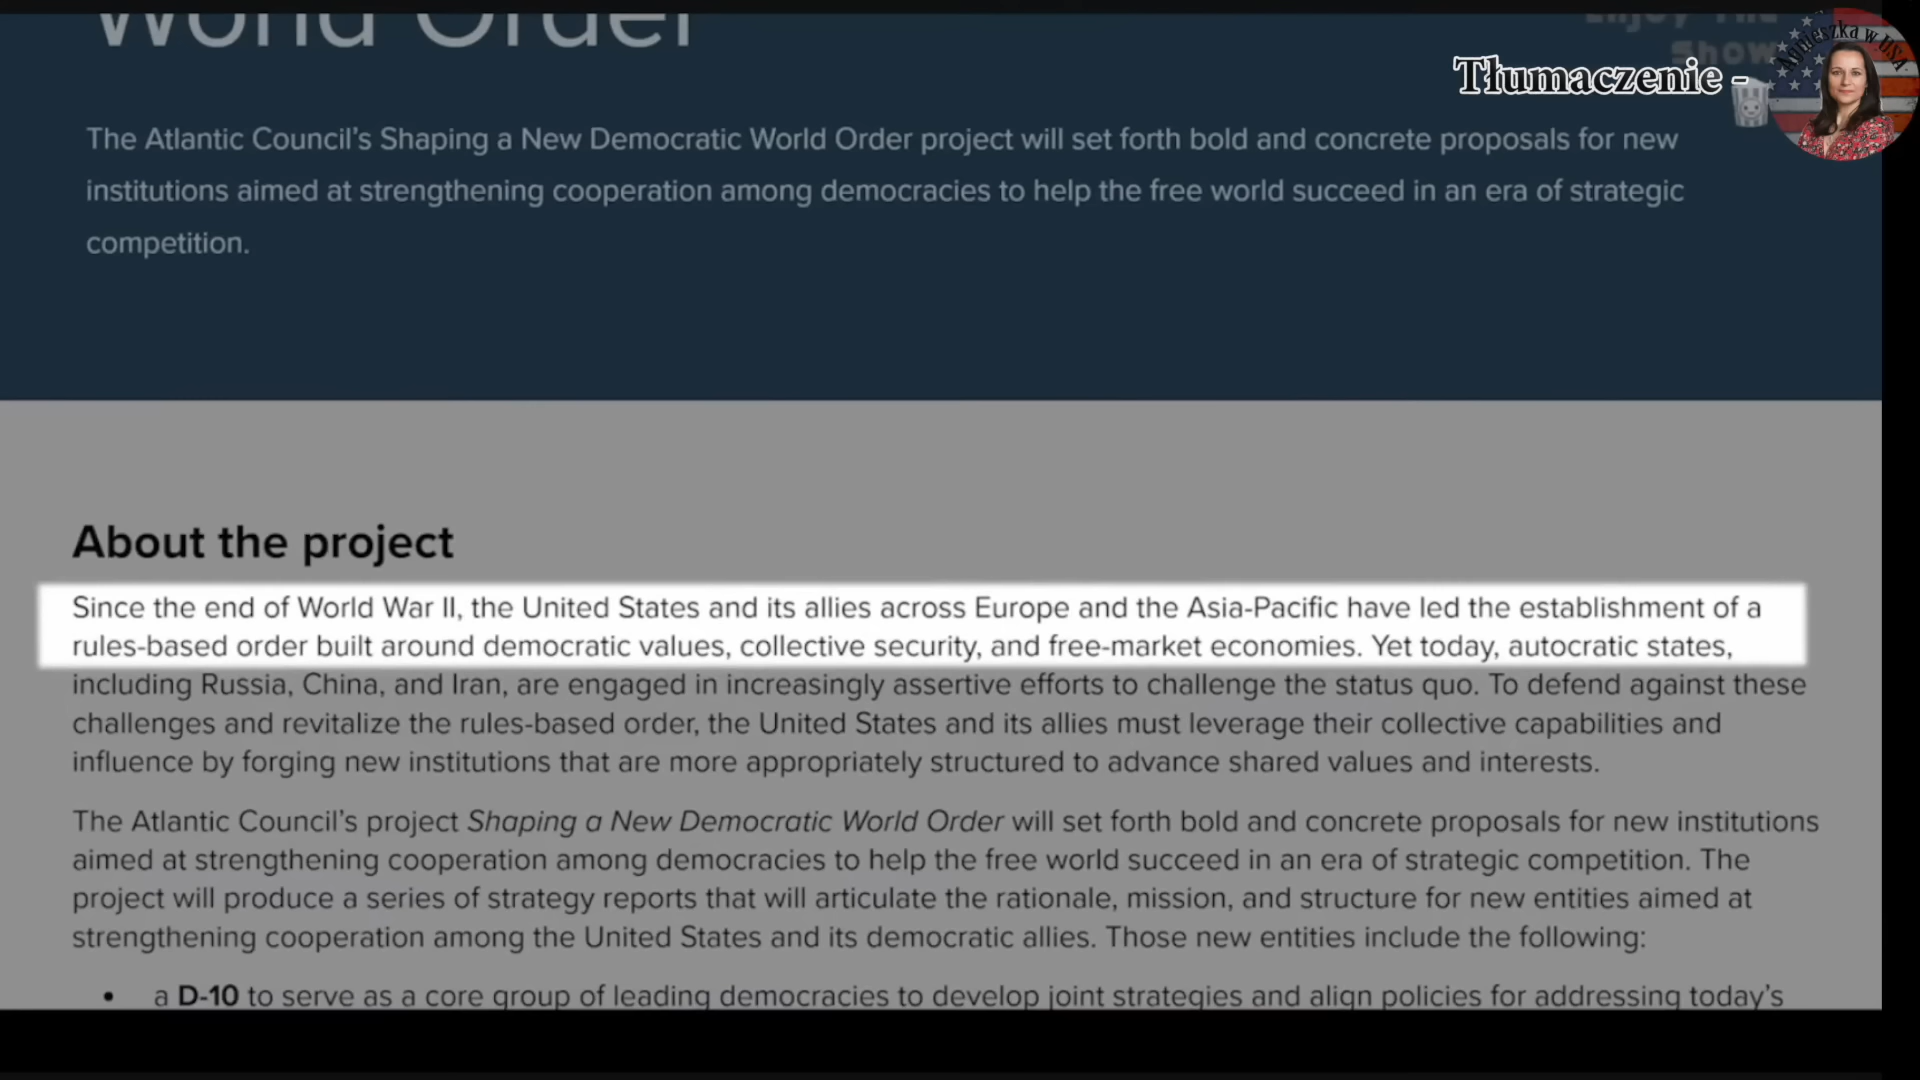 World Order
Enjoy The
Show
Tłumaczenie -
Agnieszka w USA
The Atlantic Council's Shaping a New Democratic World Order project will set forth bold and concrete proposals for new
institutions aimed at strengthening cooperation among democracies to help the free world succeed in an era of strategic
competition.
About the project
Since the end of World War II, the United States and its allies across Europe and the Asia-Pacific have led the establishment of a
rules-based order built around democratic values, collective security, and free-market economies. Yet today, autocratic states,
including Russia, China, and Iran, are engaged in increasingly assertive efforts to challenge the status quo. To defend against these
challenges and revitalize the rules-based order, the United States and its allies must leverage their collective capabilities and
influence by forging new institutions that are more appropriately structured to advance shared values and interests.
The Atlantic Council's project Shaping a New Democratic World Order will set forth bold and concrete proposals for new institutions
aimed at strengthening cooperation among democracies to help the free world succeed in an era of strategic competition. The
project will produce a series of strategy reports that will articulate the rationale, mission, and structure for new entities aimed at
strengthening cooperation among the United States and its democratic allies. Those new entities include the following:
• a D-10 to serve as a core group of leading democracies to develop joint strategies and align policies for addressing today's